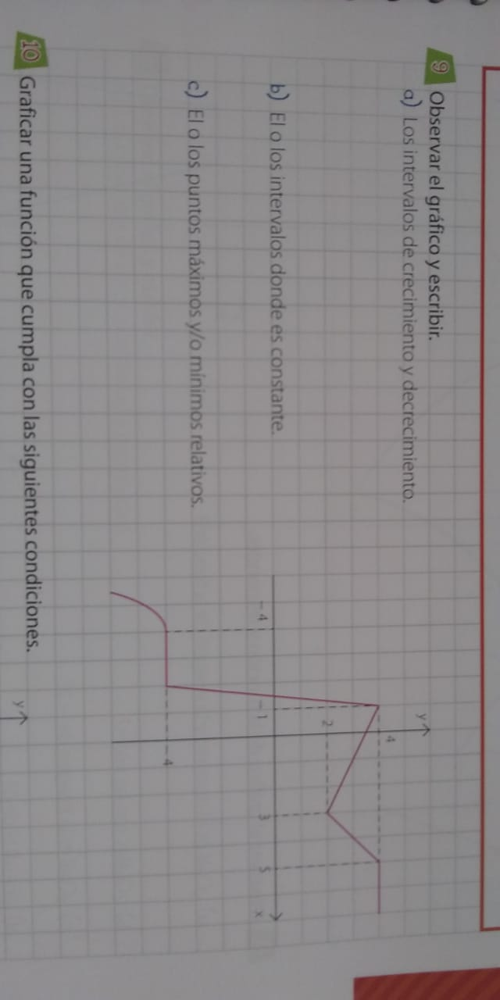 9 Observar el gráfico y escribir.
a) Los intervalos de crecimiento y decrecimiento.
b) El o los intervalos donde es constante.
c) El o los puntos máximos y/o mínimos relativos.
y
4
2
-4
-1
3
5
x
-4
10 Graficar una función que cumpla con las siguientes condiciones.
y